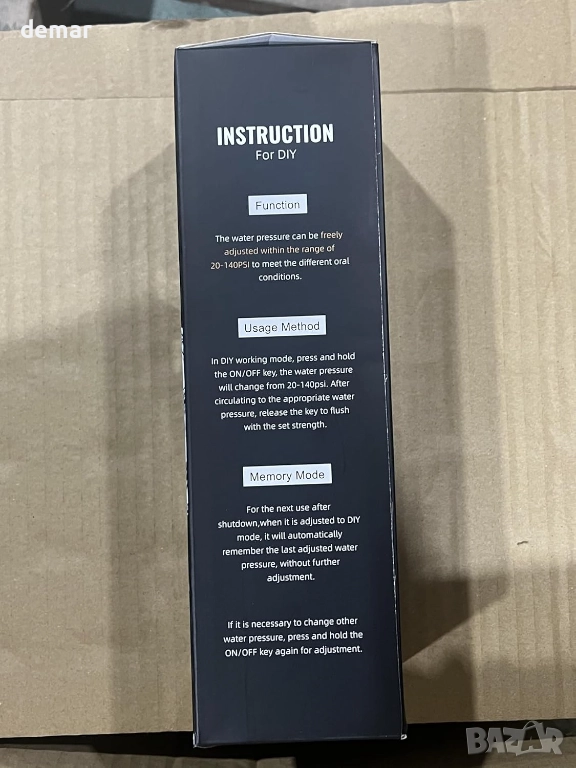 demar
INSTRUCTION
For DIY
Function
The water pressure can be freely
adjusted within the range of
20-140PSI to meet the different oral
conditions.
Usage Method
In DIY working mode, press and hold
the ON/OFF key, the water pressure
will change from 20-140psi. After
circulating to the appropriate water
pressure, release the key to flush
with the set strength.
Memory Mode
For the next use after
shutdown,when it is adjusted to DIY
mode, it will automatically
remember the last adjusted water
pressure, without further
adjustment.
If it is necessary to change other
water pressure, press and hold the
ON/OFF key again for adjustment.
BAZAR